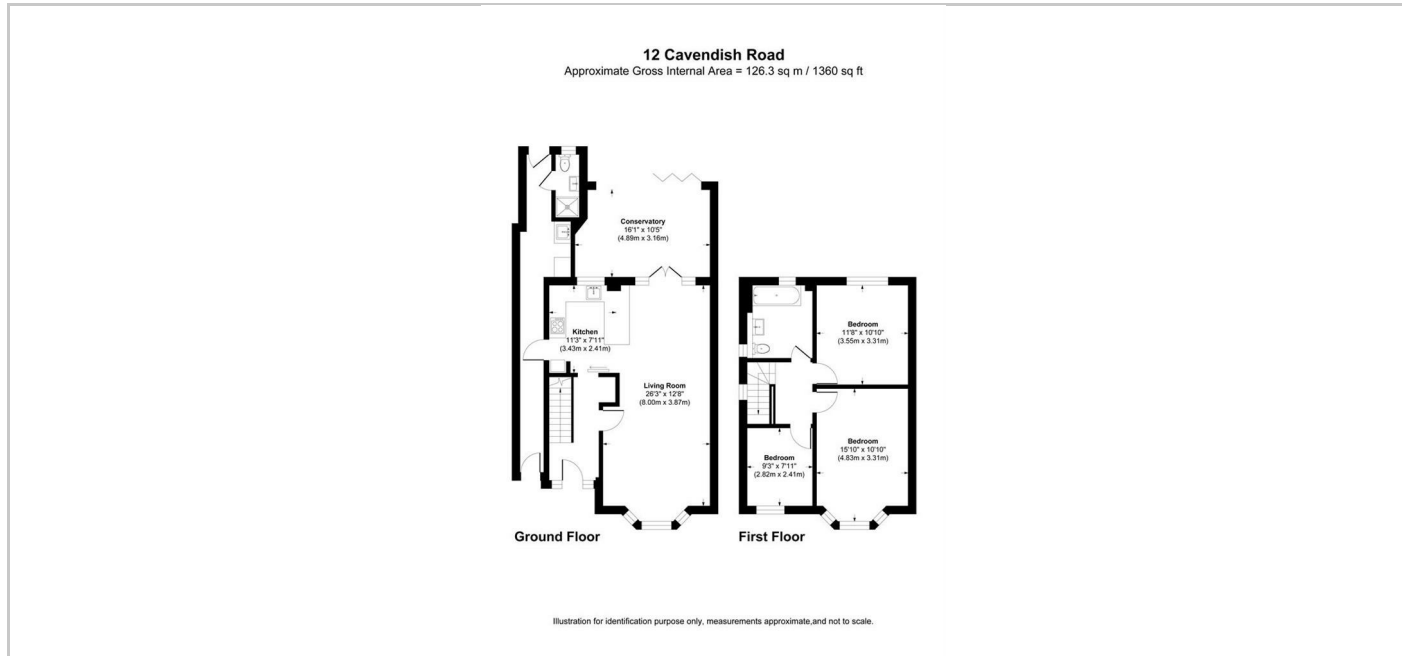 12 Cavendish Road
Approximate Gross Internal Area = 126.3 sq m / 1360 sq ft
Conservatory
16'1" x 10'5"
(4.89m x 3.16m)
Kitchen
11'3" x 7'11"
(3.43m x 2.41m)
Living Room
26'3" x 12'8"
(8.00m x 3.87m)
Ground Floor
Bedroom
11'8" x 10'10"
(3.55m x 3.31m)
Bedroom
15'10" x 10'10"
(4.83m x 3.31m)
Bedroom
9'3" x 7'11"
(2.82m x 2.41m)
First Floor
Illustration for identification purpose only, measurements approximate,and not to scale.